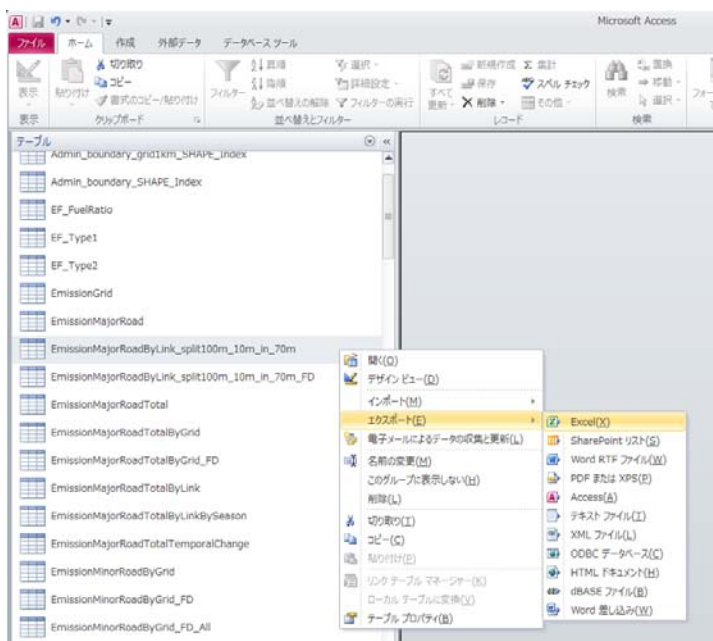 Microsoft Access
ファイル ホーム 作成 外部データ データベース ツール
表示
表示
貼り付け
切り取り
コピー
書式のコピー/貼り付け
クリップボード
フィルター
昇順
降順
並べ替えの解除
選択
詳細設定
フィルターの実行
並べ替えとフィルター
すべて更新
新規作成
保存
削除
集計
スペル チェック
その他
レコード
検索
置換
移動
選択
検索
テーブル
Admin_boundary_grid1km_SHAPE_Index
Admin_boundary_SHAPE_Index
EF_FuelRatio
EF_Type1
EF_Type2
EmissionGrid
EmissionMajorRoad
EmissionMajorRoadByLink_split100m_10m_in_70m
EmissionMajorRoadByLink_split100m_10m_in_70m_FD
EmissionMajorRoadTotal
EmissionMajorRoadTotalByGrid
EmissionMajorRoadTotalByGrid_FD
EmissionMajorRoadTotalByLink
EmissionMajorRoadTotalByLinkBySeason
EmissionMajorRoadTotalTemporalChange
EmissionMinorRoadByGrid
EmissionMinorRoadByGrid_FD
EmissionMinorRoadByGrid_FD_All
開く(O)
デザイン ビュー(D)
インポート(M)
エクスポート(E)
電子メールによるデータの収集と更新(L)
名前の変更(M)
このグループに表示しない(H)
削除(L)
切り取り(T)
コピー(C)
貼り付け(P)
リンク テーブル マネージャー(K)
ローカル テーブルに変換(V)
テーブル プロパティ(B)
Excel(X)
SharePoint リスト(S)
Word RTF ファイル(W)
PDF または XPS(P)
Access(A)
テキスト ファイル(T)
XML ファイル(L)
ODBC データベース(C)
HTML ドキュメント(H)
dBASE ファイル(B)
Word 差し込み(W)